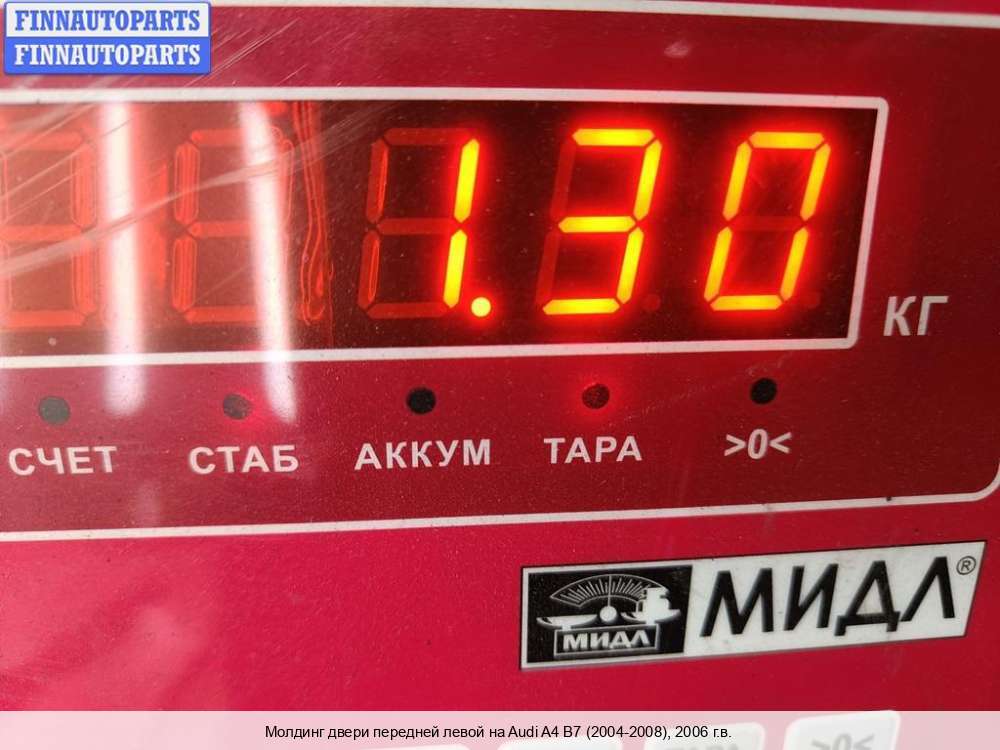 FINNAUTOPARTS
FINNAUTOPARTS
1.30
КГ
СЧЕТ СТАБ АККУМ ТАРА >0<
МИДЛ МИДЛ®
>0<
Молдинг двери передней левой на Audi A4 B7 (2004-2008), 2006 г.в.